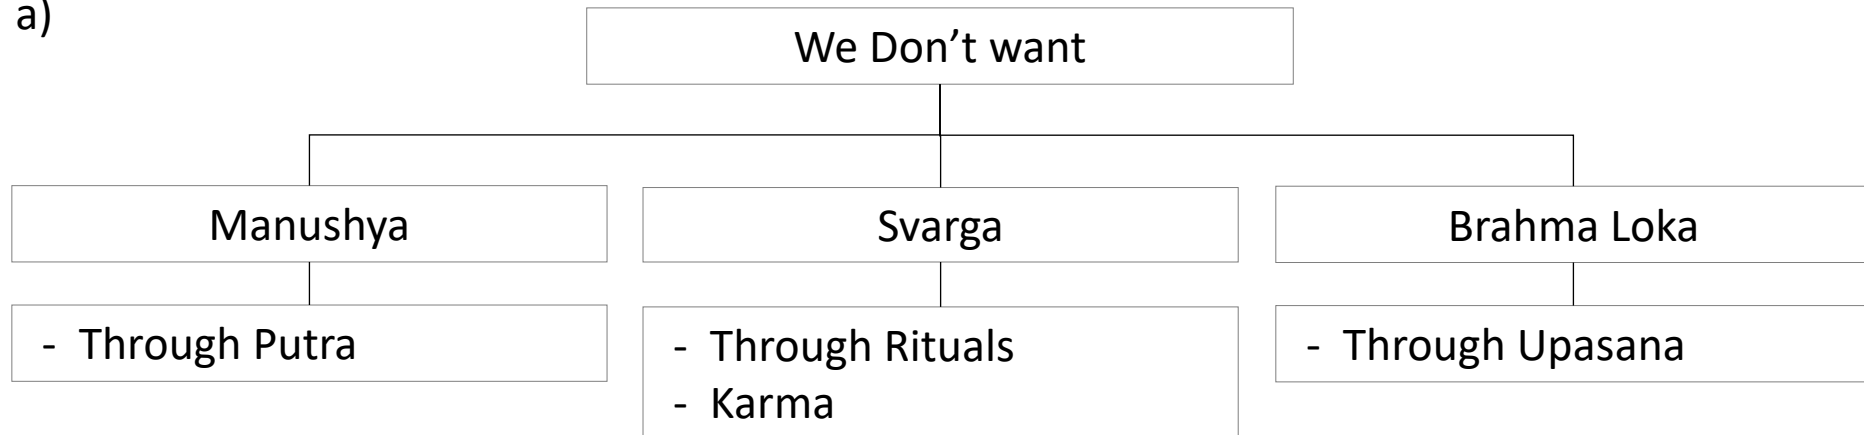 a)
We Don’t want
Manushya
Svarga
Brahma Loka
- Through Putra
- Through Rituals
- Karma
- Through Upasana